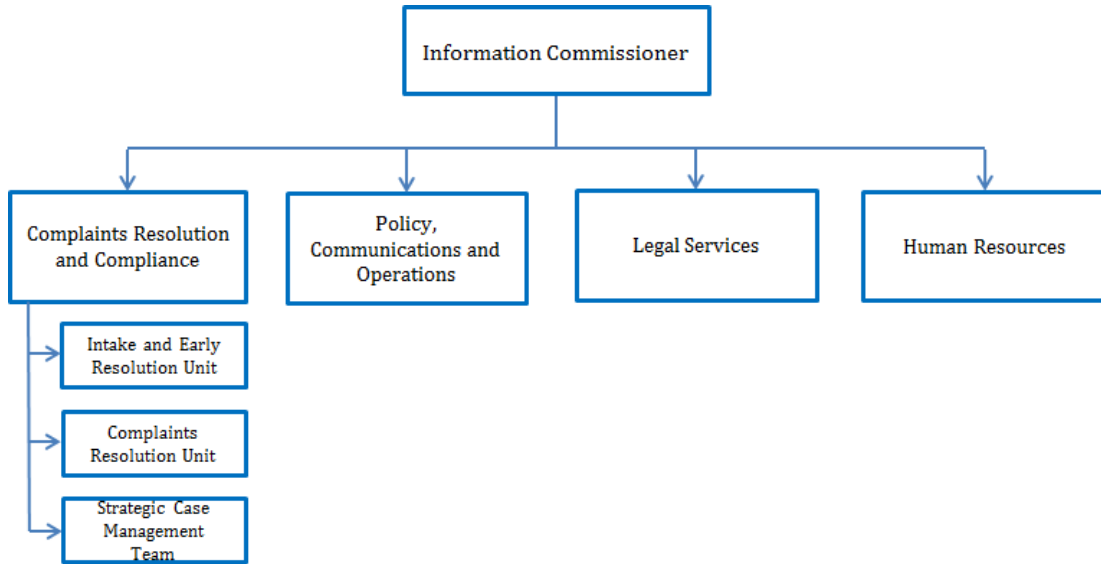 Information Commissioner
Complaints Resolution
and Compliance
Policy,
Communications and
Operations
Legal Services
Human Resources
Intake and Early
Resolution Unit
Complaints
Resolution Unit
Strategic Case
Management
Team